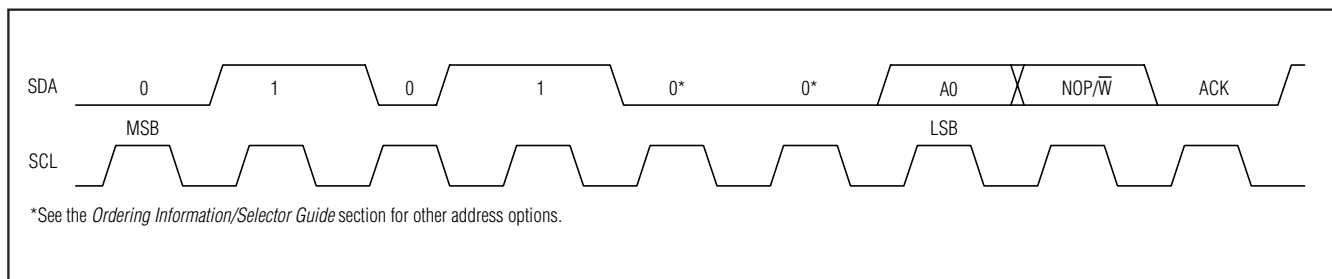 SDA 0 1 0 1 0* 0* A0 NOP/W̅ ACK
MSB LSB
SCL
*See the Ordering Information/Selector Guide section for other address options.